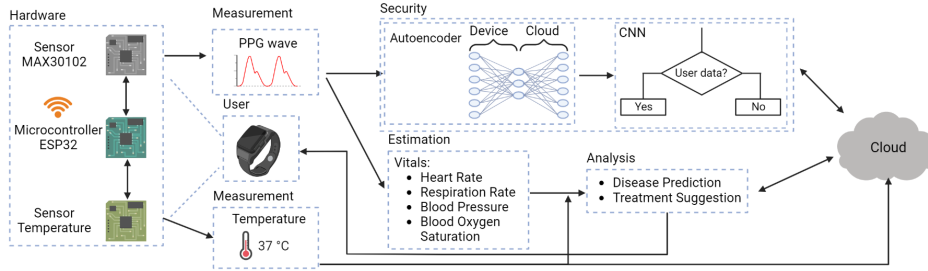 Hardware
Sensor
MAX30102
Microcontroller
ESP32
Sensor
Temperature
Measurement
PPG wave
User
Measurement
Temperature
37 °C
Security
Autoencoder
Device
Cloud
CNN
User data?
Yes
No
Estimation
Vitals:
• Heart Rate
• Respiration Rate
• Blood Pressure
• Blood Oxygen
Saturation
Analysis
• Disease Prediction
• Treatment Suggestion
Cloud